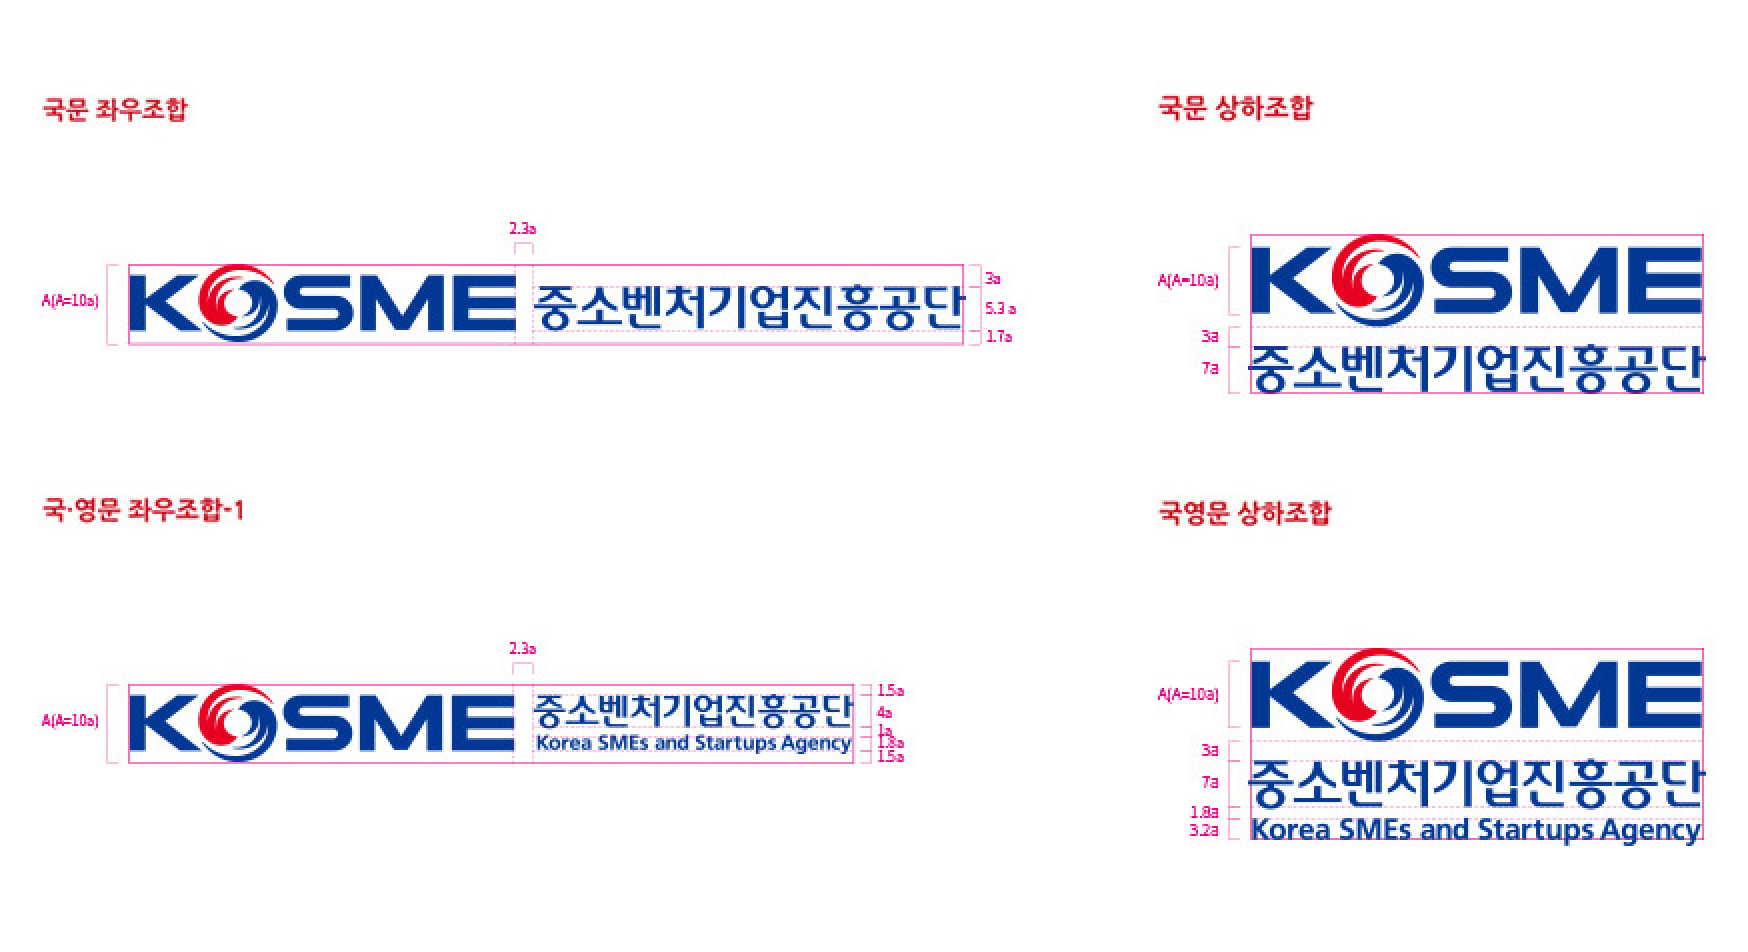 국문 좌우조합
2.3a
A(A=10a)
KOSME 중소벤처기업진흥공단
3a
5.3 a
1.7a
국문 상하조합
A(A=10a)
KOSME
3a
7a
중소벤처기업진흥공단
국·영문 좌우조합-1
2.3a
A(A=10a)
KOSME
중소벤처기업진흥공단
Korea SMEs and Startups Agency
1.5a
4a
1a
1.8a
1.5a
국영문 상하조합
A(A=10a)
KOSME
3a
7a
중소벤처기업진흥공단
1.8a
3.2a
Korea SMEs and Startups Agency